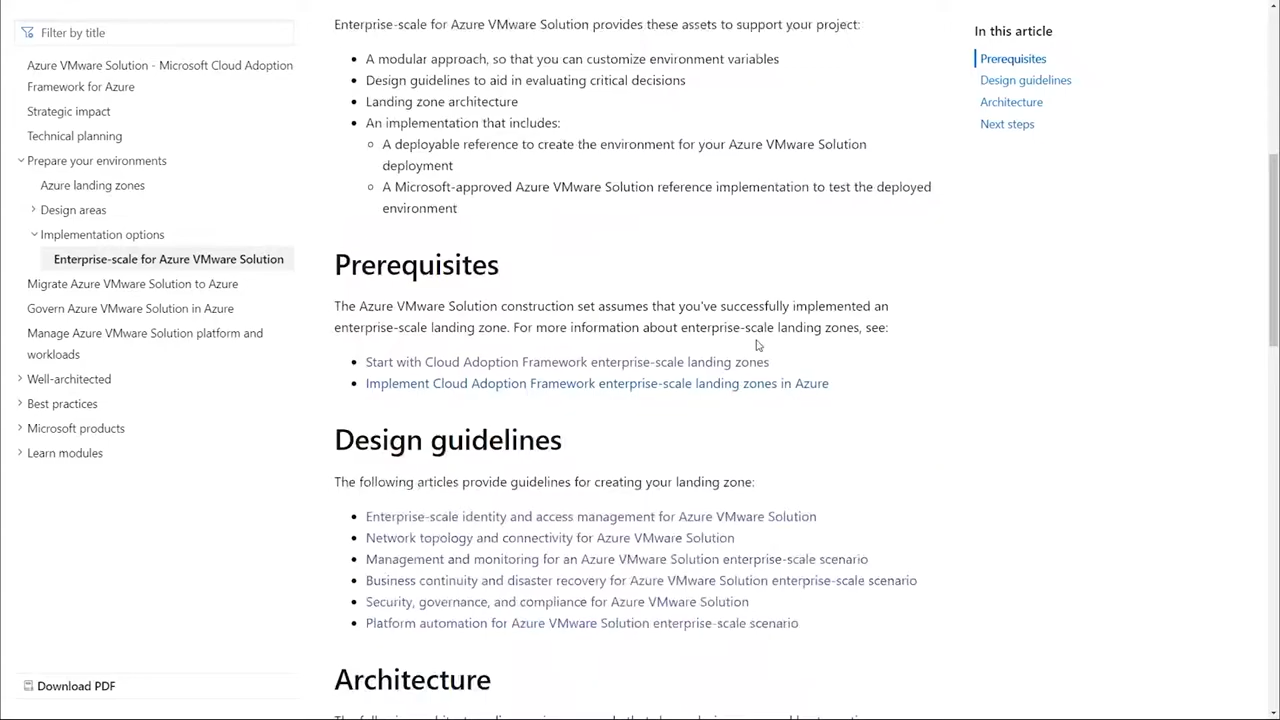 Filter by title
Azure VMware Solution - Microsoft Cloud Adoption
Framework for Azure
Strategic impact
Technical planning
Prepare your environments
Azure landing zones
Design areas
Implementation options
Enterprise-scale for Azure VMware Solution
Migrate Azure VMware Solution to Azure
Govern Azure VMware Solution in Azure
Manage Azure VMware Solution platform and
workloads
Well-architected
Best practices
Microsoft products
Learn modules
Download PDF
Enterprise-scale for Azure VMware Solution provides these assets to support your project:
A modular approach, so that you can customize environment variables
Design guidelines to aid in evaluating critical decisions
Landing zone architecture
An implementation that includes:
A deployable reference to create the environment for your Azure VMware Solution
deployment
A Microsoft-approved Azure VMware Solution reference implementation to test the deployed
environment
Prerequisites
The Azure VMware Solution construction set assumes that you've successfully implemented an
enterprise-scale landing zone. For more information about enterprise-scale landing zones, see:
Start with Cloud Adoption Framework enterprise-scale landing zones
Implement Cloud Adoption Framework enterprise-scale landing zones in Azure
Design guidelines
The following articles provide guidelines for creating your landing zone:
Enterprise-scale identity and access management for Azure VMware Solution
Network topology and connectivity for Azure VMware Solution
Management and monitoring for an Azure VMware Solution enterprise-scale scenario
Business continuity and disaster recovery for Azure VMware Solution enterprise-scale scenario
Security, governance, and compliance for Azure VMware Solution
Platform automation for Azure VMware Solution enterprise-scale scenario
Architecture
In this article
Prerequisites
Design guidelines
Architecture
Next steps